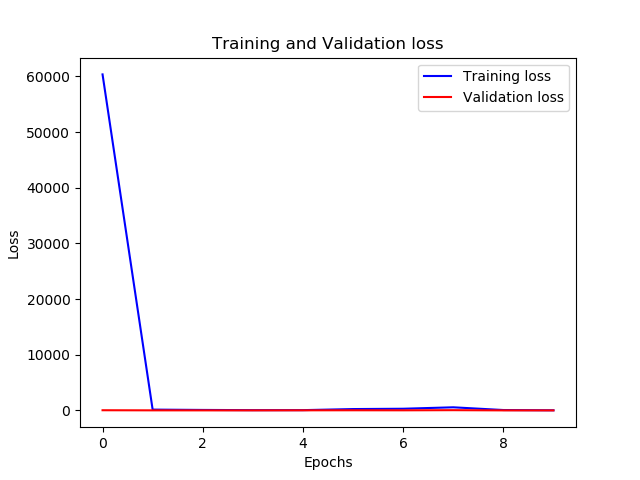 Training and Validation loss
Training loss
Validation loss
60000
50000
40000
30000
20000
10000
0
Loss
0 2 4 6 8
Epochs